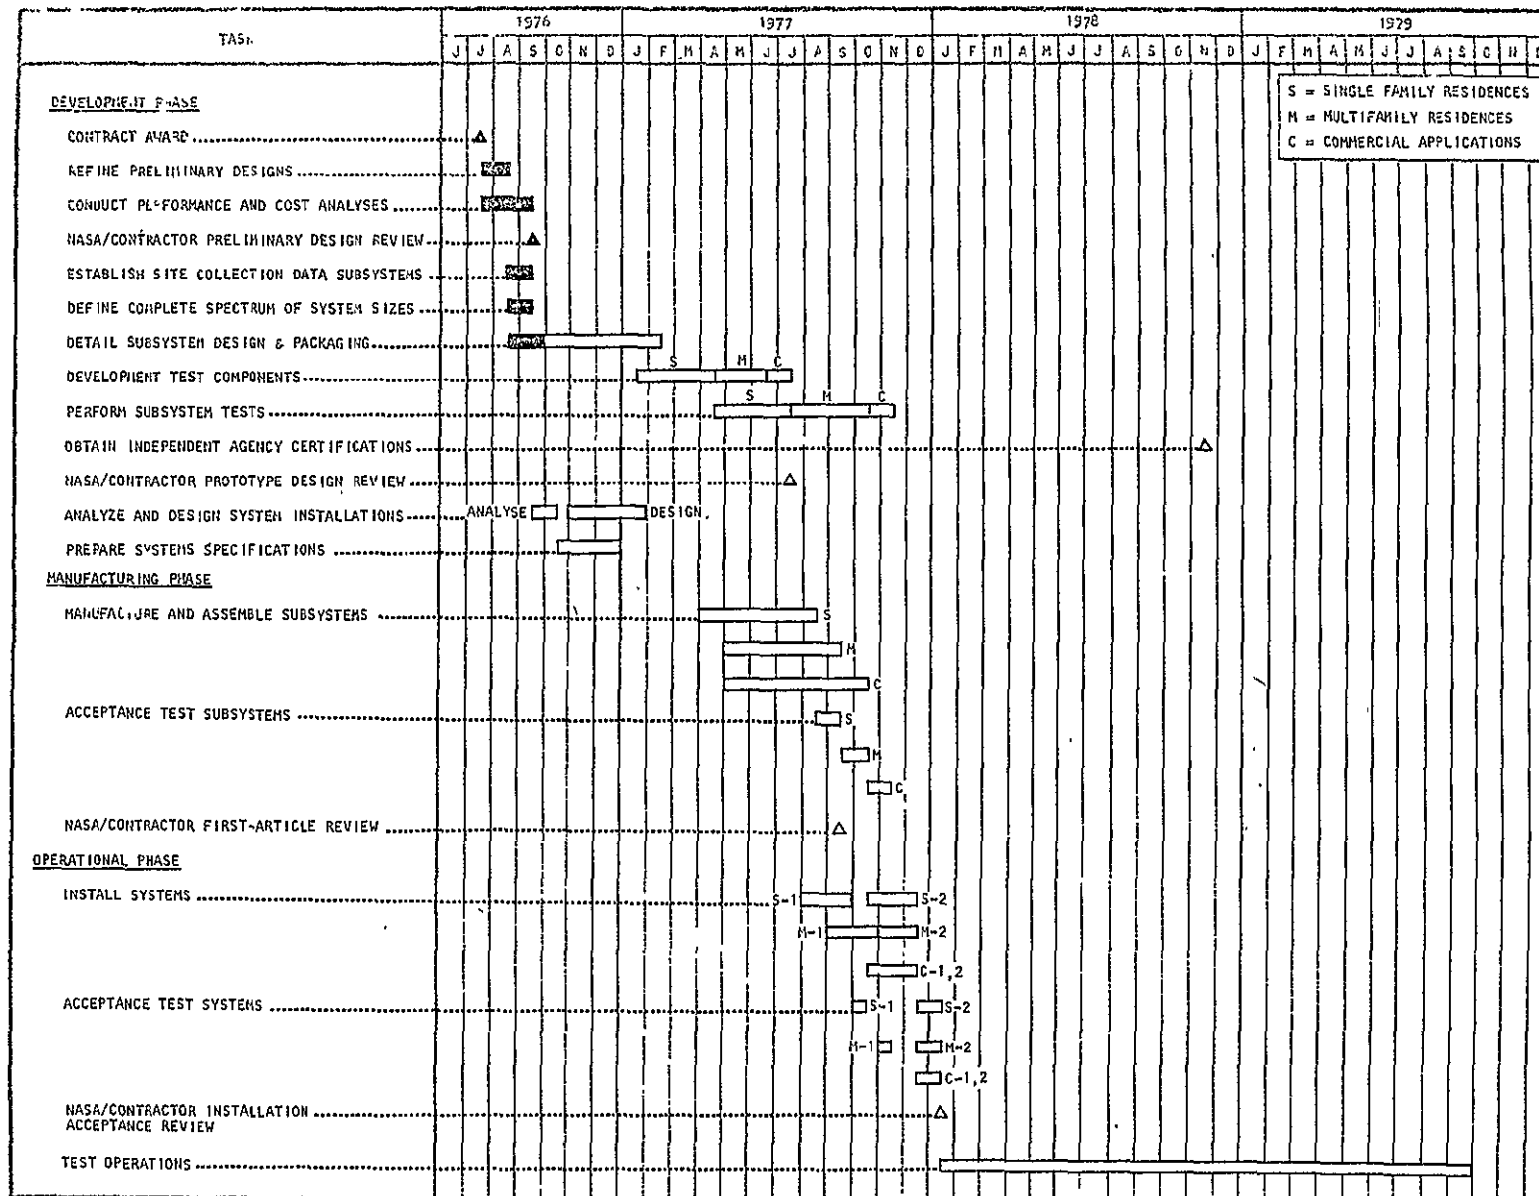 1976 1977 1978 1929
TASK
J J A S O N D J F M A M J J A S O N D J F M A M J J A S O N D J F M A M J J A S O N D
S = SINGLE FAMILY RESIDENCES
M = MULTIFAMILY RESIDENCES
C = COMMERCIAL APPLICATIONS
DEVELOPMENT PHASE
CONTRACT AWARD
REFINE PRELIMINARY DESIGNS
CONDUCT PERFORMANCE AND COST ANALYSES
NASA/CONTRACTOR PRELIMINARY DESIGN REVIEW
ESTABLISH SITE COLLECTION DATA SUBSYSTEMS
DEFINE COMPLETE SPECTRUM OF SYSTEM SIZES
DETAIL SUBSYSTEM DESIGN & PACKAGING
S M C
DEVELOPMENT TEST COMPONENTS
S M C
PERFORM SUBSYSTEM TESTS
OBTAIN INDEPENDENT AGENCY CERTIFICATIONS
NASA/CONTRACTOR PROTOTYPE DESIGN REVIEW
ANALYZE AND DESIGN SYSTEM INSTALLATIONS ANALYSE DESIGN
PREPARE SYSTEMS SPECIFICATIONS
MANUFACTURING PHASE
MANUFACTURE AND ASSEMBLE SUBSYSTEMS S
M
C
ACCEPTANCE TEST SUBSYSTEMS S
M
C
NASA/CONTRACTOR FIRST-ARTICLE REVIEW
OPERATIONAL PHASE
INSTALL SYSTEMS S-1 S-2
M-1 M-2
C-1,2
ACCEPTANCE TEST SYSTEMS S-1 S-2
M-1 M-2
C-1,2
NASA/CONTRACTOR INSTALLATION
ACCEPTANCE REVIEW
TEST OPERATIONS